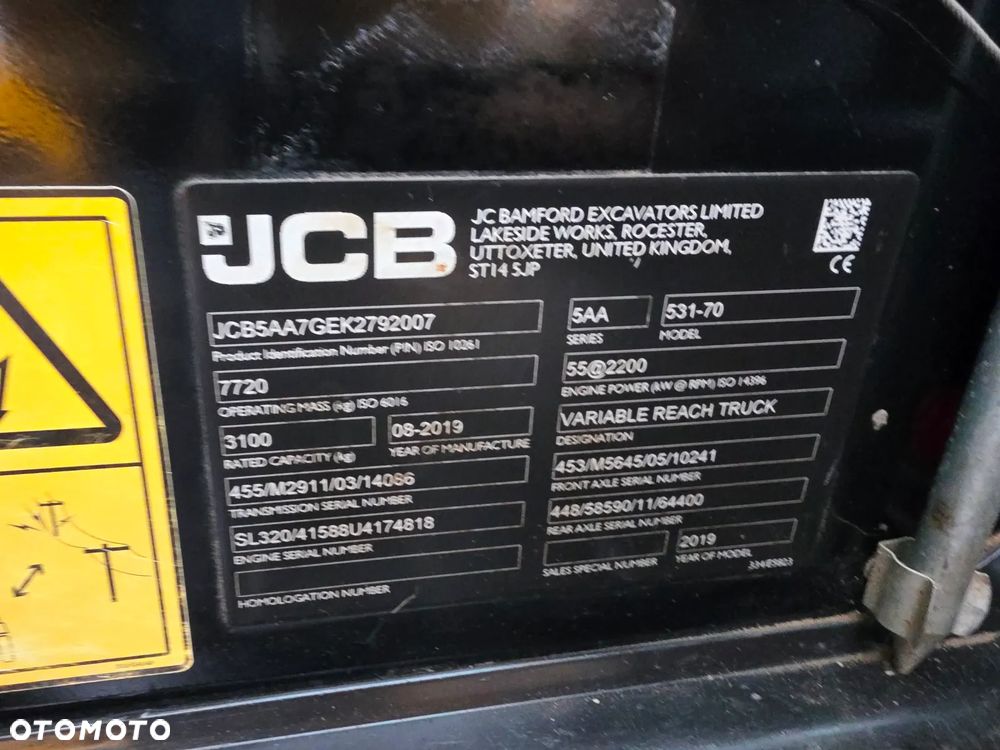 JCB
JC BAMFORD EXCAVATORS LIMITED
LAKESIDE WORKS, ROCESTER,
UTTOXETER, UNITED KINGDOM,
ST14 5JP
CE
JCB5AA7GEK2792007
Product Identification Number (PIN) ISO 10261
5AA
SERIES
531-70
MODEL
7720
OPERATING MASS (kg) ISO 6016
55@2200
ENGINE POWER (kW @ RPM) ISO 14396
3100
RATED CAPACITY (kg)
08-2019
YEAR OF MANUFACTURE
VARIABLE REACH TRUCK
DESIGNATION
455/M2911/03/14086
TRANSMISSION SERIAL NUMBER
453/M5645/05/10241
FRONT AXLE SERIAL NUMBER
SL320/41588U4174818
ENGINE SERIAL NUMBER
448/58590/11/64400
REAR AXLE SERIAL NUMBER
HOMOLOGATION NUMBER
SALES SPECIAL NUMBER
2019
YEAR OF MODEL
OTOMOTO